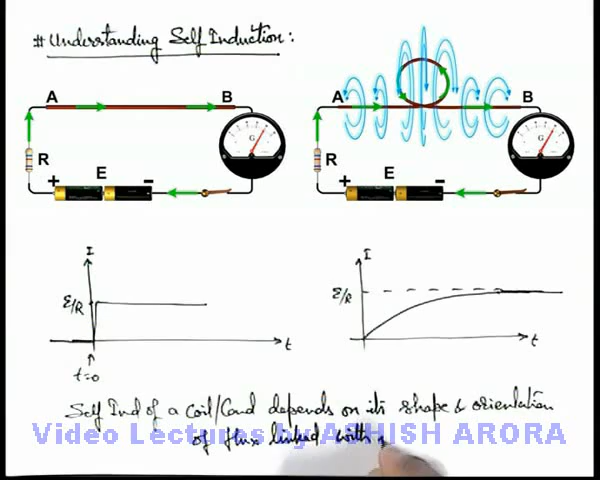 # Understanding Self Induction:
A B
G
R
+ E -
A B
G
R
+ E -
I
E/R
t
t=0
I
E/R
t
Self Ind of a Coil/Cond depends on its shape & orientation
of flux linked with
Video Lectures by ASHISH ARORA